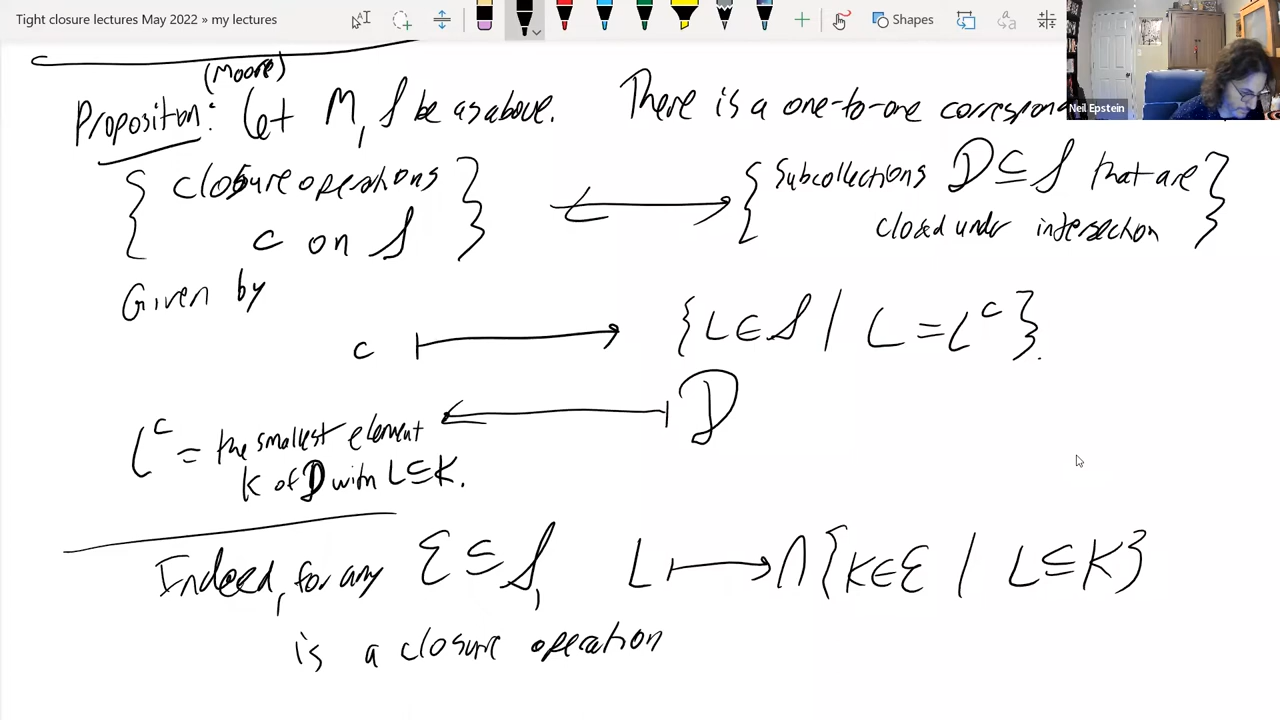 Tight closure lectures May 2022 » my lectures
Shapes
Neil Epstein
(Moore)
Proposition: Let M, S be as above. There is a one-to-one correspon
{ closure operations c on S } ⟷ { subcollections D ⊆ S that are closed under intersection }
Given by
c ⟼ {L ∈ S | L = L^c}.
L^c = the smallest element K of D with L ⊆ K. ⟻ D
Indeed, for any ℰ ⊆ S, L ⟼ ∩{K ∈ ℰ | L ⊆ K}
is a closure operation